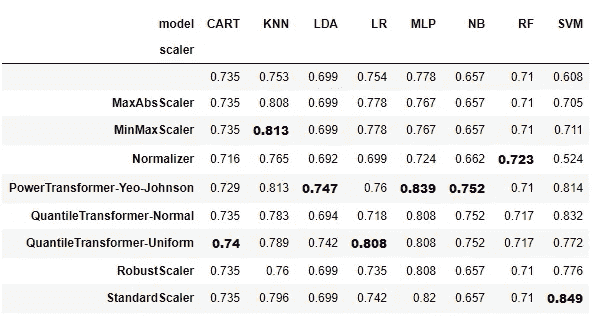 model CART KNN LDA LR MLP NB RF SVM
scaler
0.735 0.753 0.699 0.754 0.778 0.657 0.71 0.608
MaxAbsScaler 0.735 0.808 0.699 0.778 0.767 0.657 0.71 0.705
MinMaxScaler 0.735 0.813 0.699 0.778 0.767 0.657 0.71 0.711
Normalizer 0.716 0.765 0.692 0.699 0.724 0.662 0.723 0.524
PowerTransformer-Yeo-Johnson 0.729 0.813 0.747 0.76 0.839 0.752 0.71 0.814
QuantileTransformer-Normal 0.735 0.783 0.694 0.718 0.808 0.752 0.717 0.832
QuantileTransformer-Uniform 0.74 0.789 0.742 0.808 0.808 0.752 0.717 0.772
RobustScaler 0.735 0.76 0.699 0.735 0.808 0.657 0.71 0.776
StandardScaler 0.735 0.796 0.699 0.742 0.82 0.657 0.71 0.849